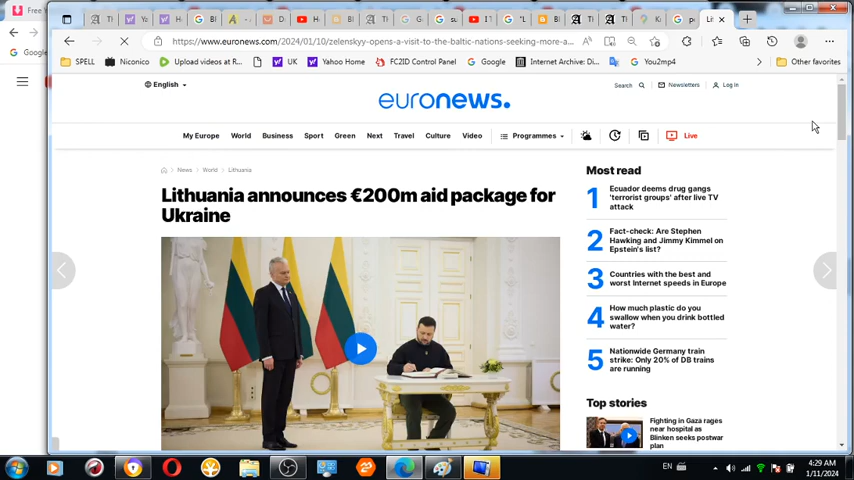 Free Y
https://www.euronews.com/2024/01/10/zelenskyy-opens-a-visit-to-the-baltic-nations-seeking-more-a...
Googl
SPELL
Niconico
Upload videos at R...
UK
Yahoo Home
FC2ID Control Panel
Google
Internet Archive: Di...
You2mp4
Other favorites
English
Search
Newsletters
Log In
euronews.
My Europe
World
Business
Sport
Green
Next
Travel
Culture
Video
Programmes
Live
News
World
Lithuania
Lithuania announces €200m aid package for
Ukraine
Most read
1
Ecuador deems drug gangs
'terrorist groups' after live TV
attack
2
Fact-check: Are Stephen
Hawking and Jimmy Kimmel on
Epstein's list?
3
Countries with the best and
worst Internet speeds in Europe
4
How much plastic do you
swallow when you drink bottled
water?
5
Nationwide Germany train
strike: Only 20% of DB trains
are running
Top stories
Fighting in Gaza rages
near hospital as
Blinken seeks postwar
plan
EN
4:29 AM
1/11/2024